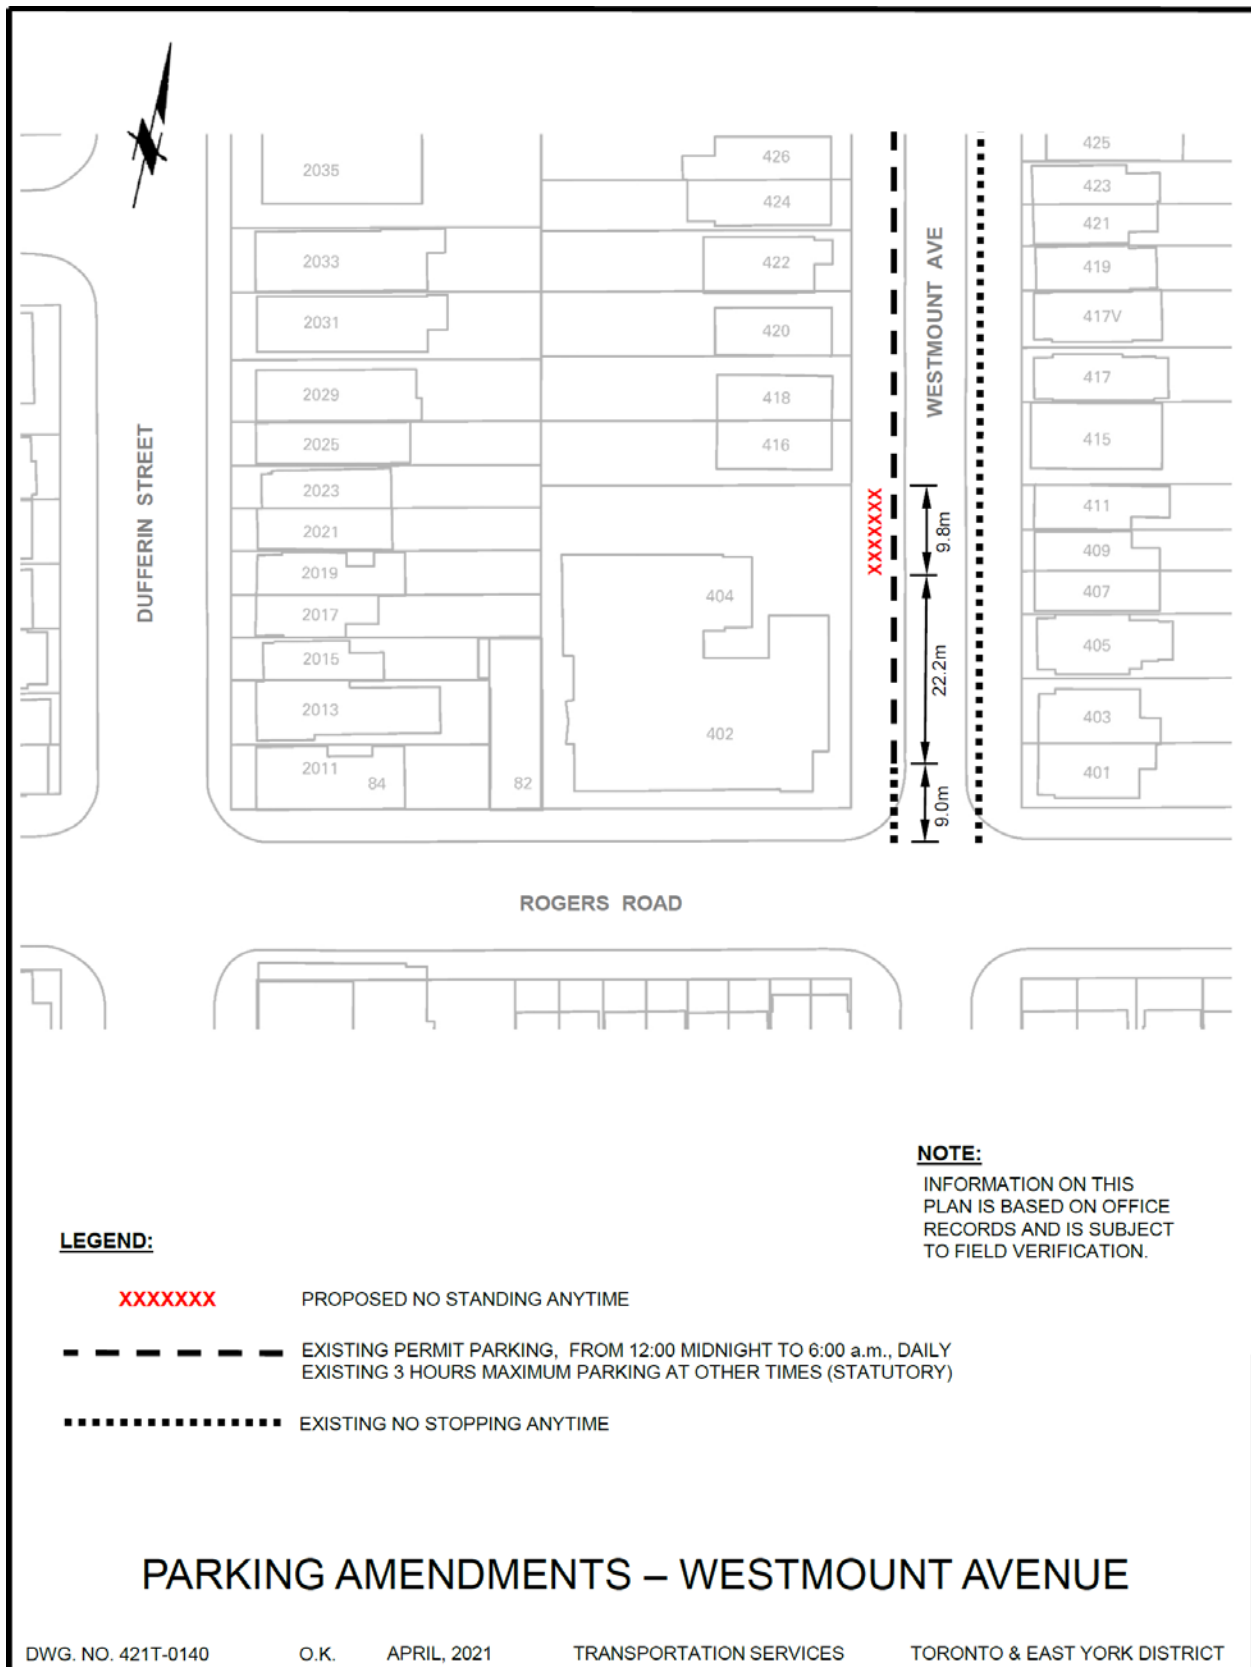 2035
426
425
424
423
421
2033
422
419
2031
420
417V
WESTMOUNT AVE
2029
418
417
2025
416
415
DUFFERIN STREET
2023
XXXXXXX
9.8m
411
2021
409
2019
404
407
2017
2015
22.2m
405
2013
402
403
2011
84
82
401
9.0m
ROGERS ROAD
NOTE:
INFORMATION ON THIS
PLAN IS BASED ON OFFICE
RECORDS AND IS SUBJECT
TO FIELD VERIFICATION.
LEGEND:
XXXXXXX PROPOSED NO STANDING ANYTIME
EXISTING PERMIT PARKING, FROM 12:00 MIDNIGHT TO 6:00 a.m., DAILY
EXISTING 3 HOURS MAXIMUM PARKING AT OTHER TIMES (STATUTORY)
EXISTING NO STOPPING ANYTIME
PARKING AMENDMENTS – WESTMOUNT AVENUE
DWG. NO. 421T-0140 O.K. APRIL, 2021 TRANSPORTATION SERVICES TORONTO & EAST YORK DISTRICT